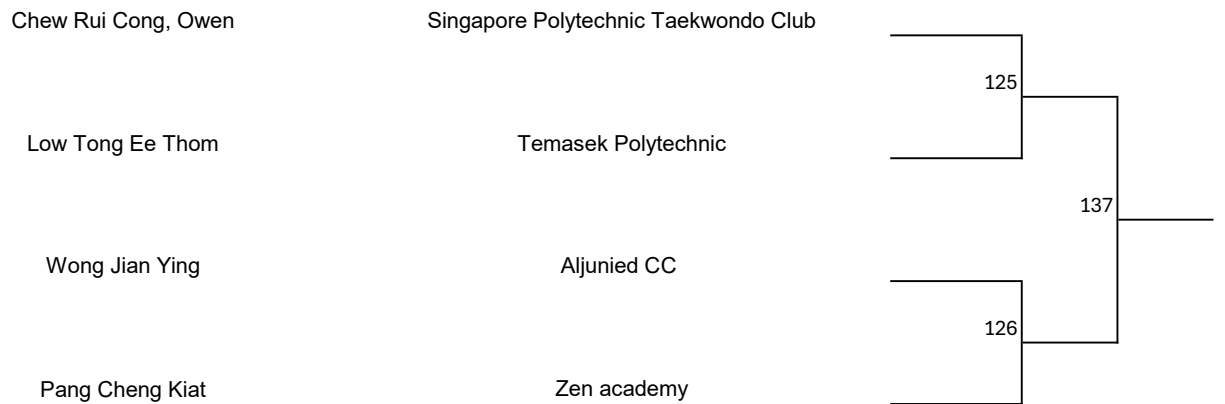 Chew Rui Cong, Owen Singapore Polytechnic Taekwondo Club
125
Low Tong Ee Thom Temasek Polytechnic
137
Wong Jian Ying Aljunied CC
126
Pang Cheng Kiat Zen academy